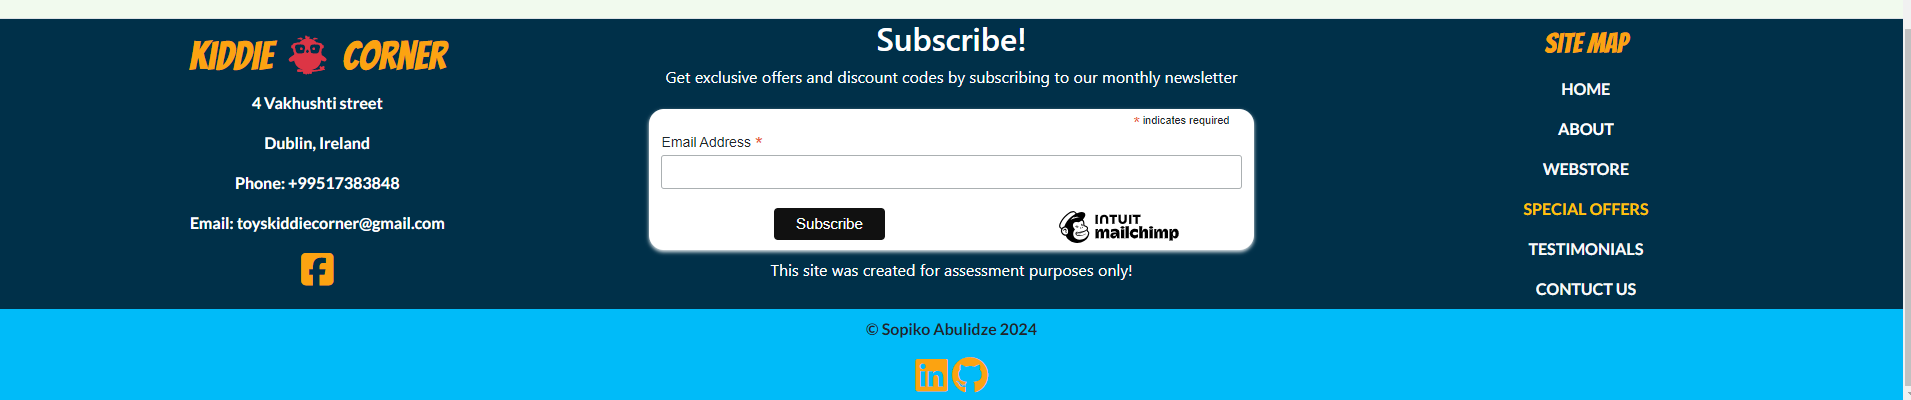 KIDDIE CORNER
4 Vakhushti street
Dublin, Ireland
Phone: +99517383848
Email: toyskiddiecorner@gmail.com
Subscribe!
Get exclusive offers and discount codes by subscribing to our monthly newsletter
* indicates required
Email Address *
Subscribe
INTUIT
mailchimp
This site was created for assessment purposes only!
SITE MAP
HOME
ABOUT
WEBSTORE
SPECIAL OFFERS
TESTIMONIALS
CONTUCT US
© Sopiko Abulidze 2024